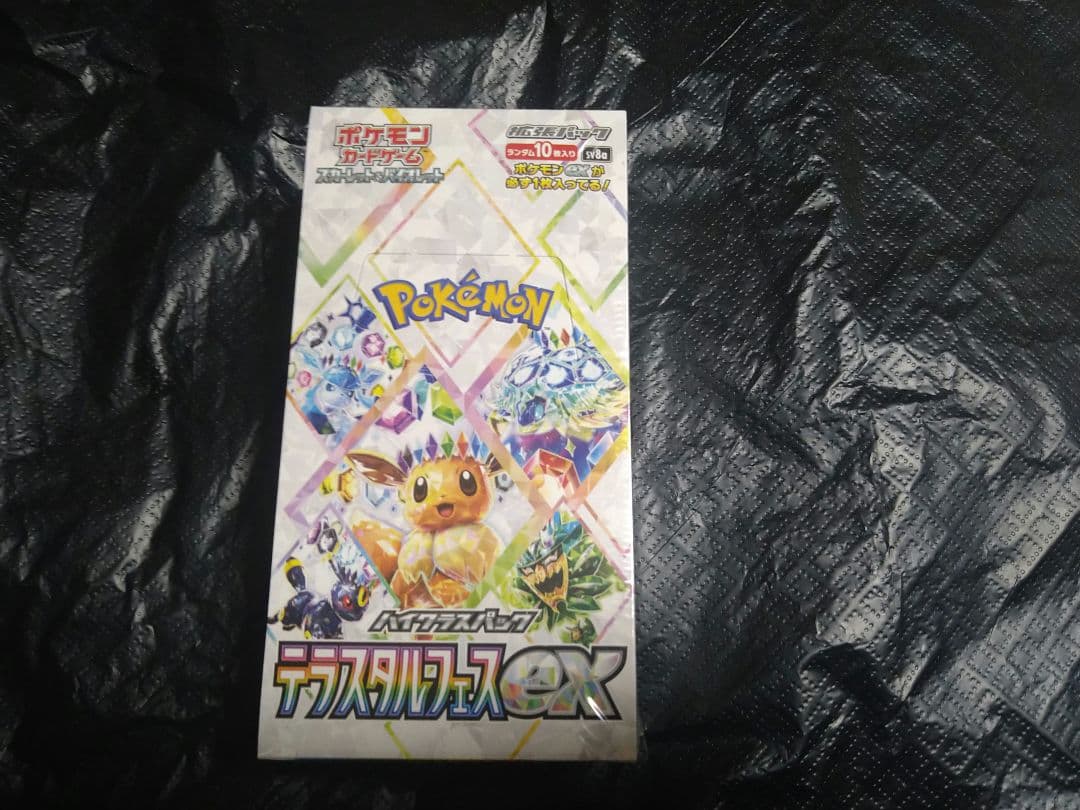 ポケモン
カードゲーム
スカーレット&バイオレット
拡張パック
ランダム10枚入り
SV8a
ポケモンexが
必ず1枚入ってる!
POKéMON
ハイクラスパック
テラスタルフェスex